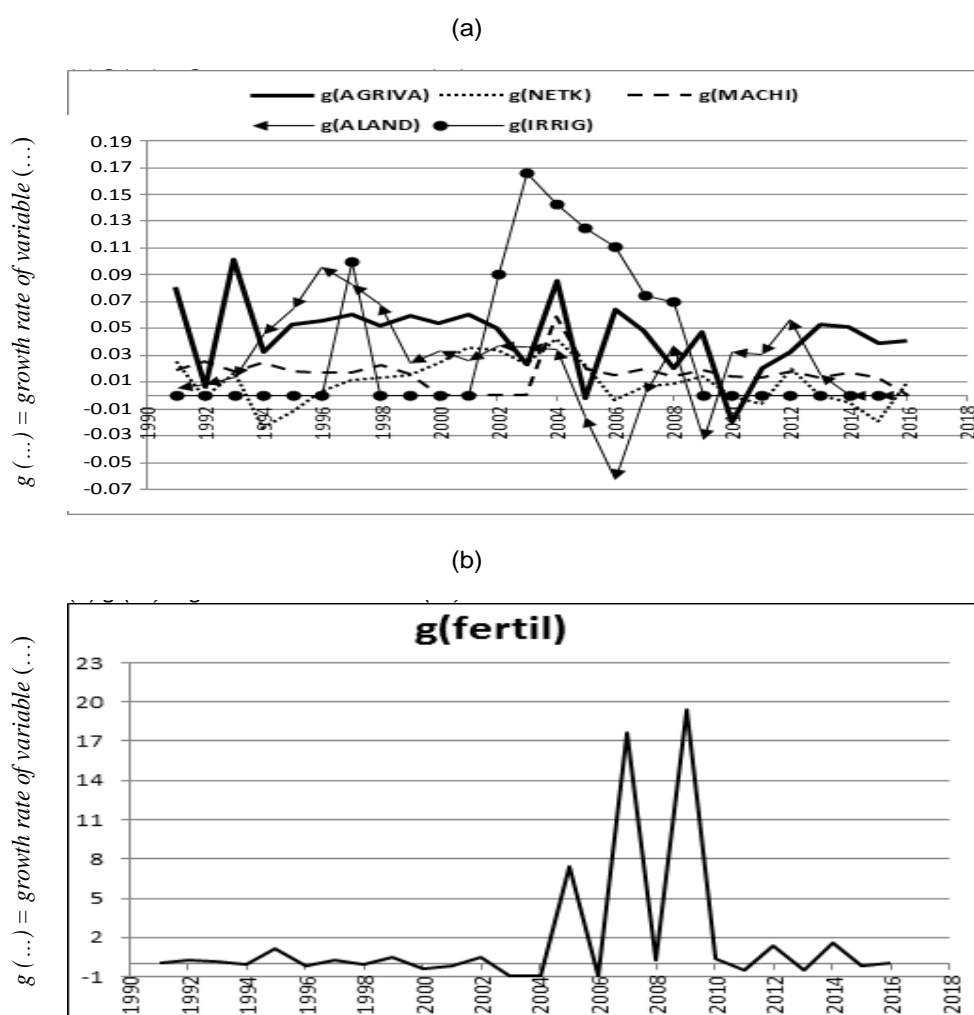 (a)
g(AGRIVA) g(NETK) g(MACHI)
g(ALAND) g(IRRIG)
g (...) = growth rate of variable (...)
0.19
0.17
0.15
0.13
0.11
0.09
0.07
0.05
0.03
0.01
-0.01
-0.03
-0.05
-0.07
1990 1992 1994 1996 1998 2000 2002 2004 2006 2008 2010 2012 2014 2016 2018
(b)
g(fertil)
g (...) = growth rate of variable (...)
23
20
17
14
11
8
5
2
-1
1990 1992 1994 1996 1998 2000 2002 2004 2006 2008 2010 2012 2014 2016 2018